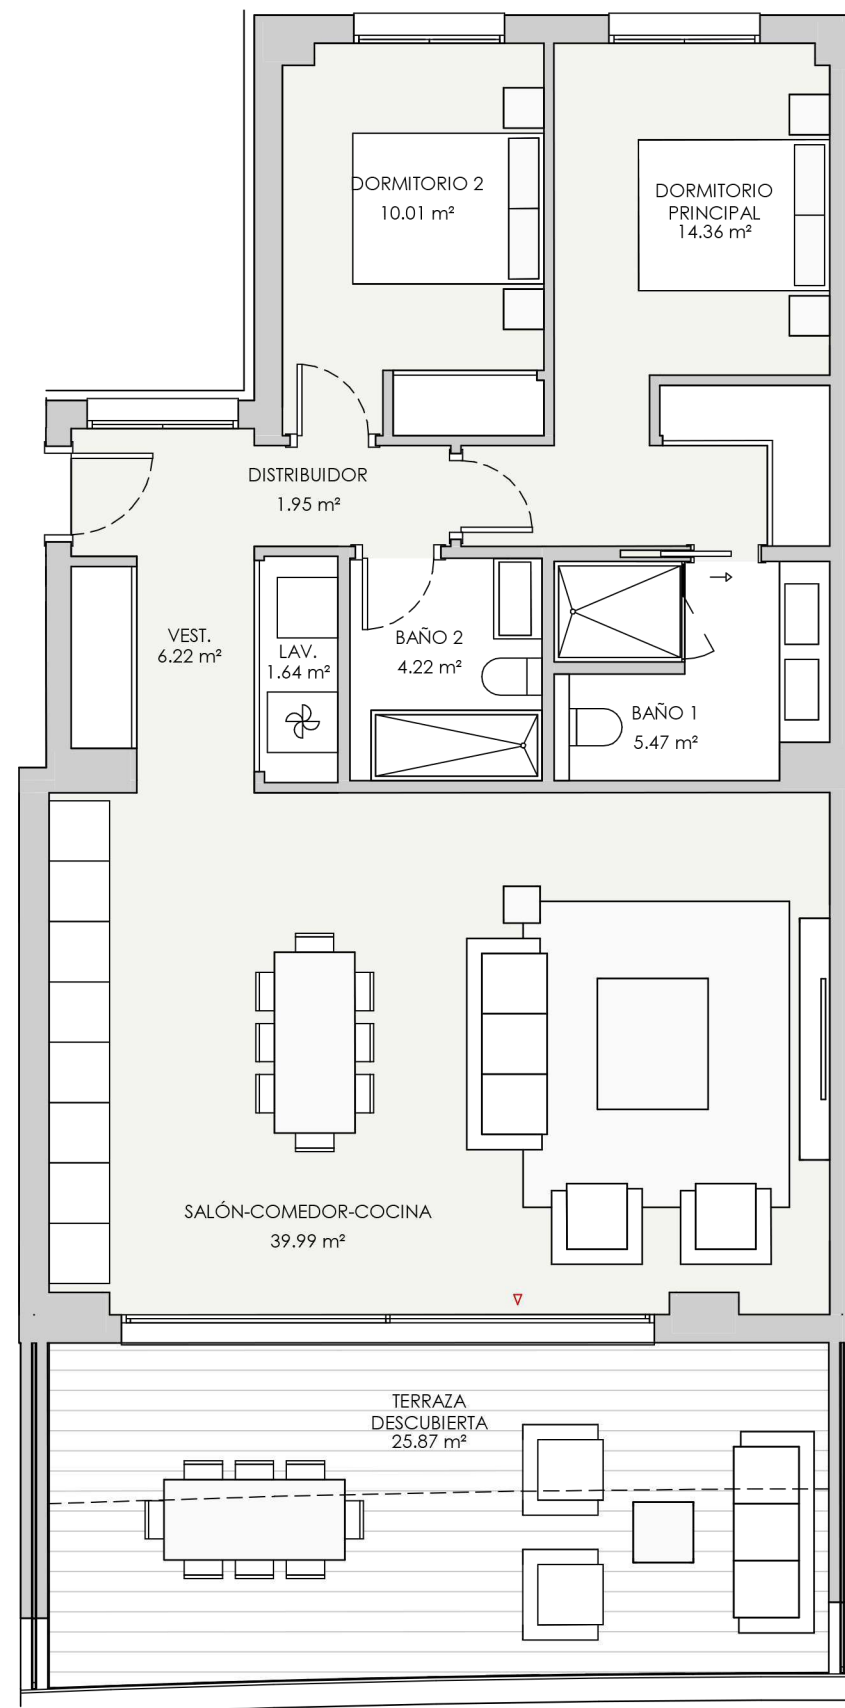 DORMITORIO 2
10.01 m²
DORMITORIO
PRINCIPAL
14.36 m²
DISTRIBUIDOR
1.95 m²
VEST.
6.22 m²
LAV.
1.64 m²
BAÑO 2
4.22 m²
BAÑO 1
5.47 m²
SALÓN-COMEDOR-COCINA
39.99 m²
TERRAZA
DESCUBIERTA
25.87 m²